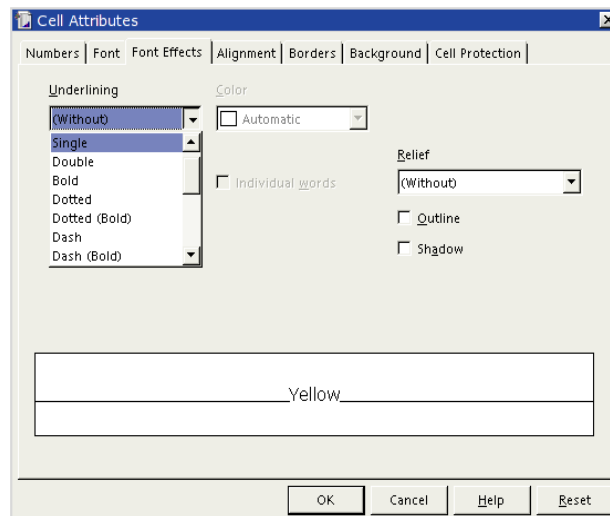 Cell Attributes
Numbers Font Font Effects Alignment Borders Background Cell Protection
Underlining Color
(Without) Automatic
Single
Double
Bold
Dotted
Dotted (Bold)
Dash
Dash (Bold)
Individual words
Relief
(Without)
Outline
Shadow
Yellow
OK Cancel Help Reset